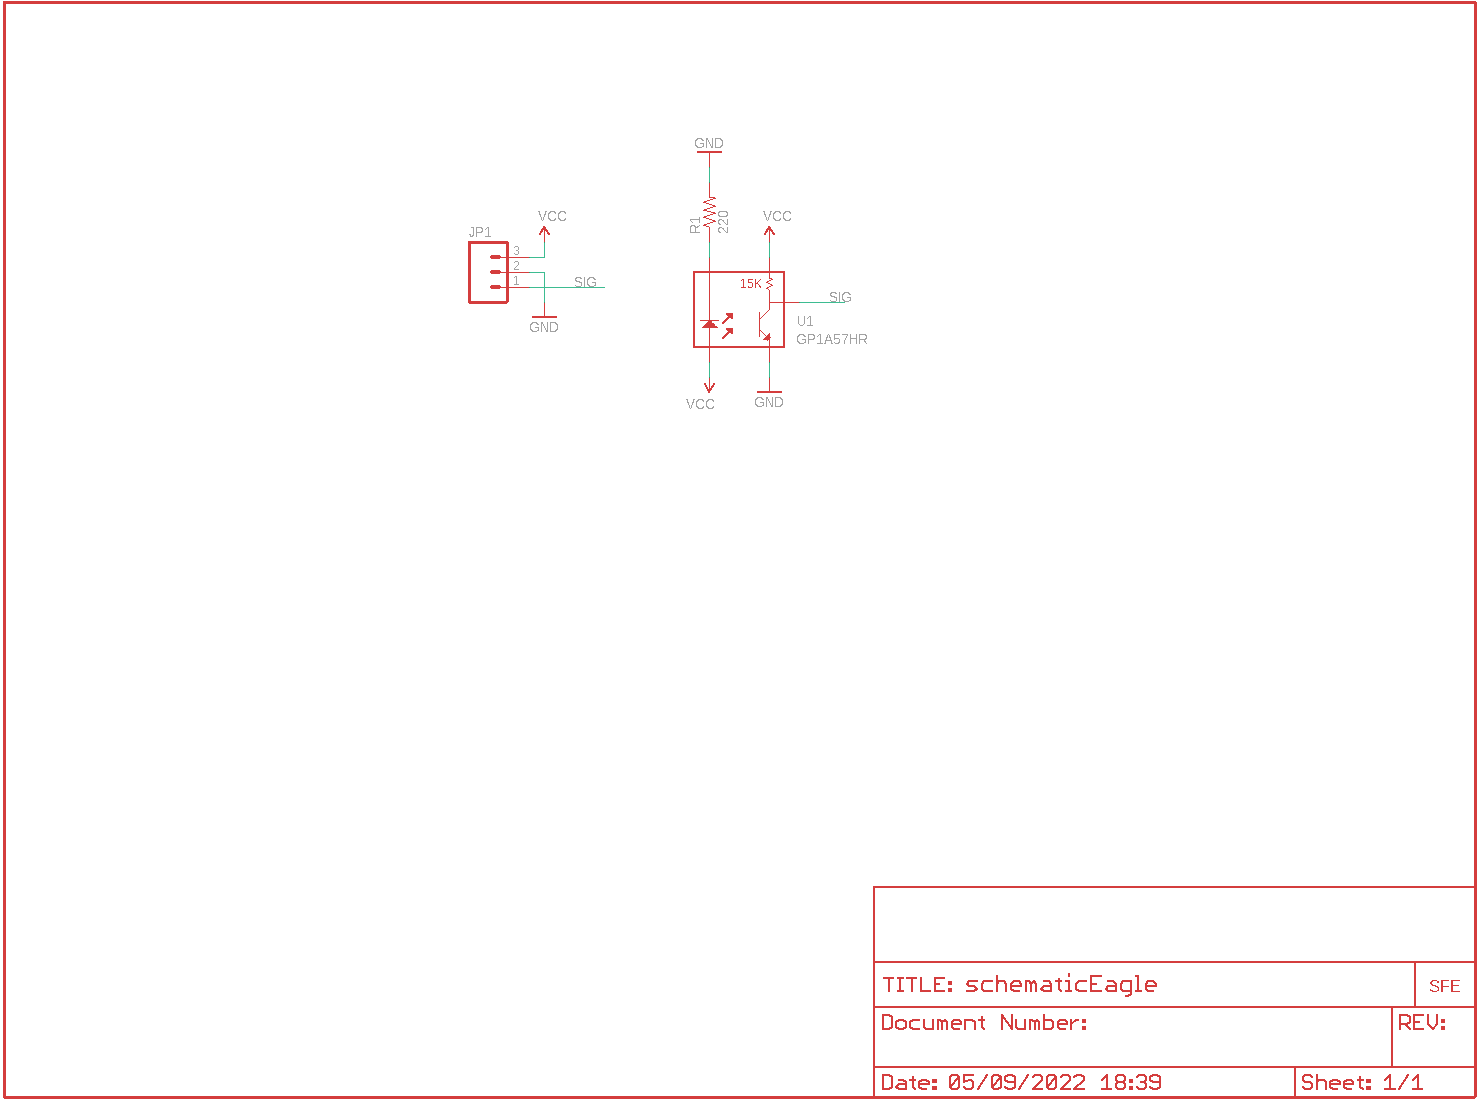 GND
R1
220
VCC
VCC
JP1
3
2
1
SIG
GND
15K
SIG
U1
GP1A57HR
VCC
GND
TITLE: schematicEagle
SFE
Document Number:
REV:
Date: 05/09/2022 18:39
Sheet: 1/1